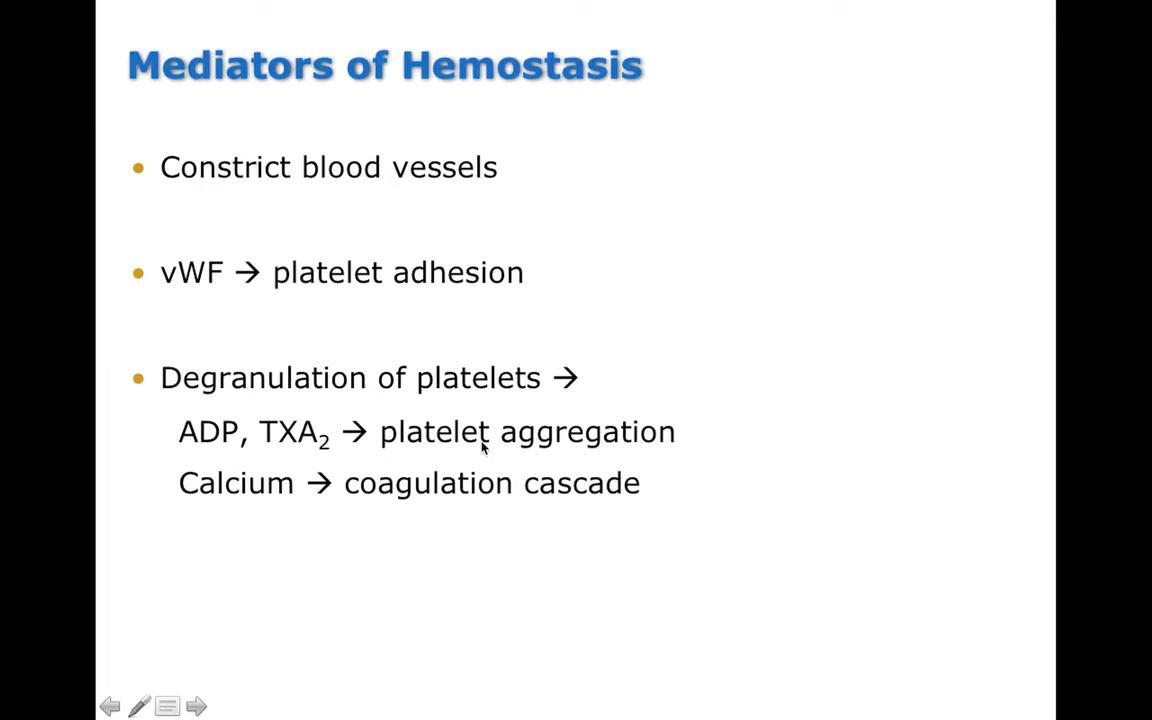 Mediators of Hemostasis
• Constrict blood vessels
• vWF → platelet adhesion
• Degranulation of platelets →
ADP, TXA₂ → platelet aggregation
Calcium → coagulation cascade